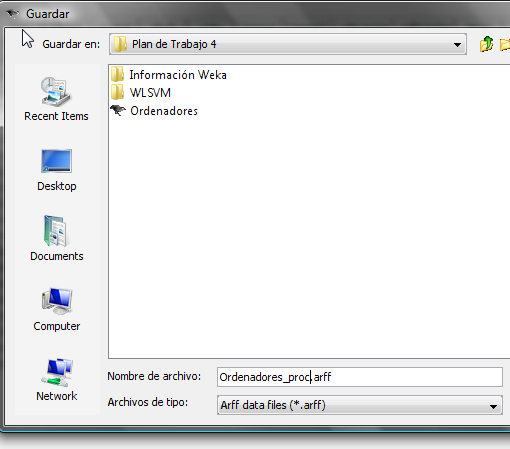 Guardar
Guardar en: Plan de Trabajo 4
Información Weka
WLSVM
Ordenadores
Recent Items
Desktop
Documents
Computer
Network
Nombre de archivo: Ordenadores_proc.arff
Archivos de tipo: Arff data files (*.arff)